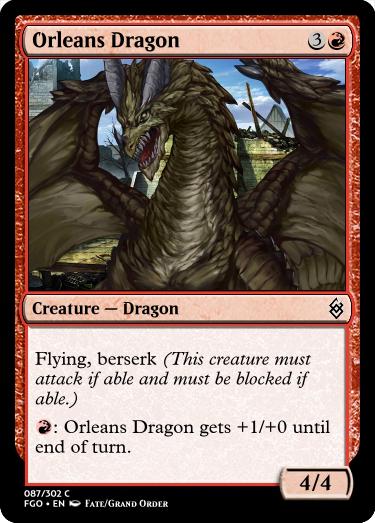 Orleans Dragon 3
Creature — Dragon
Flying, berserk (This creature must
attack if able and must be blocked if
able.)
: Orleans Dragon gets +1/+0 until
end of turn.
4/4
087/302 C
FGO • EN Fate/Grand Order